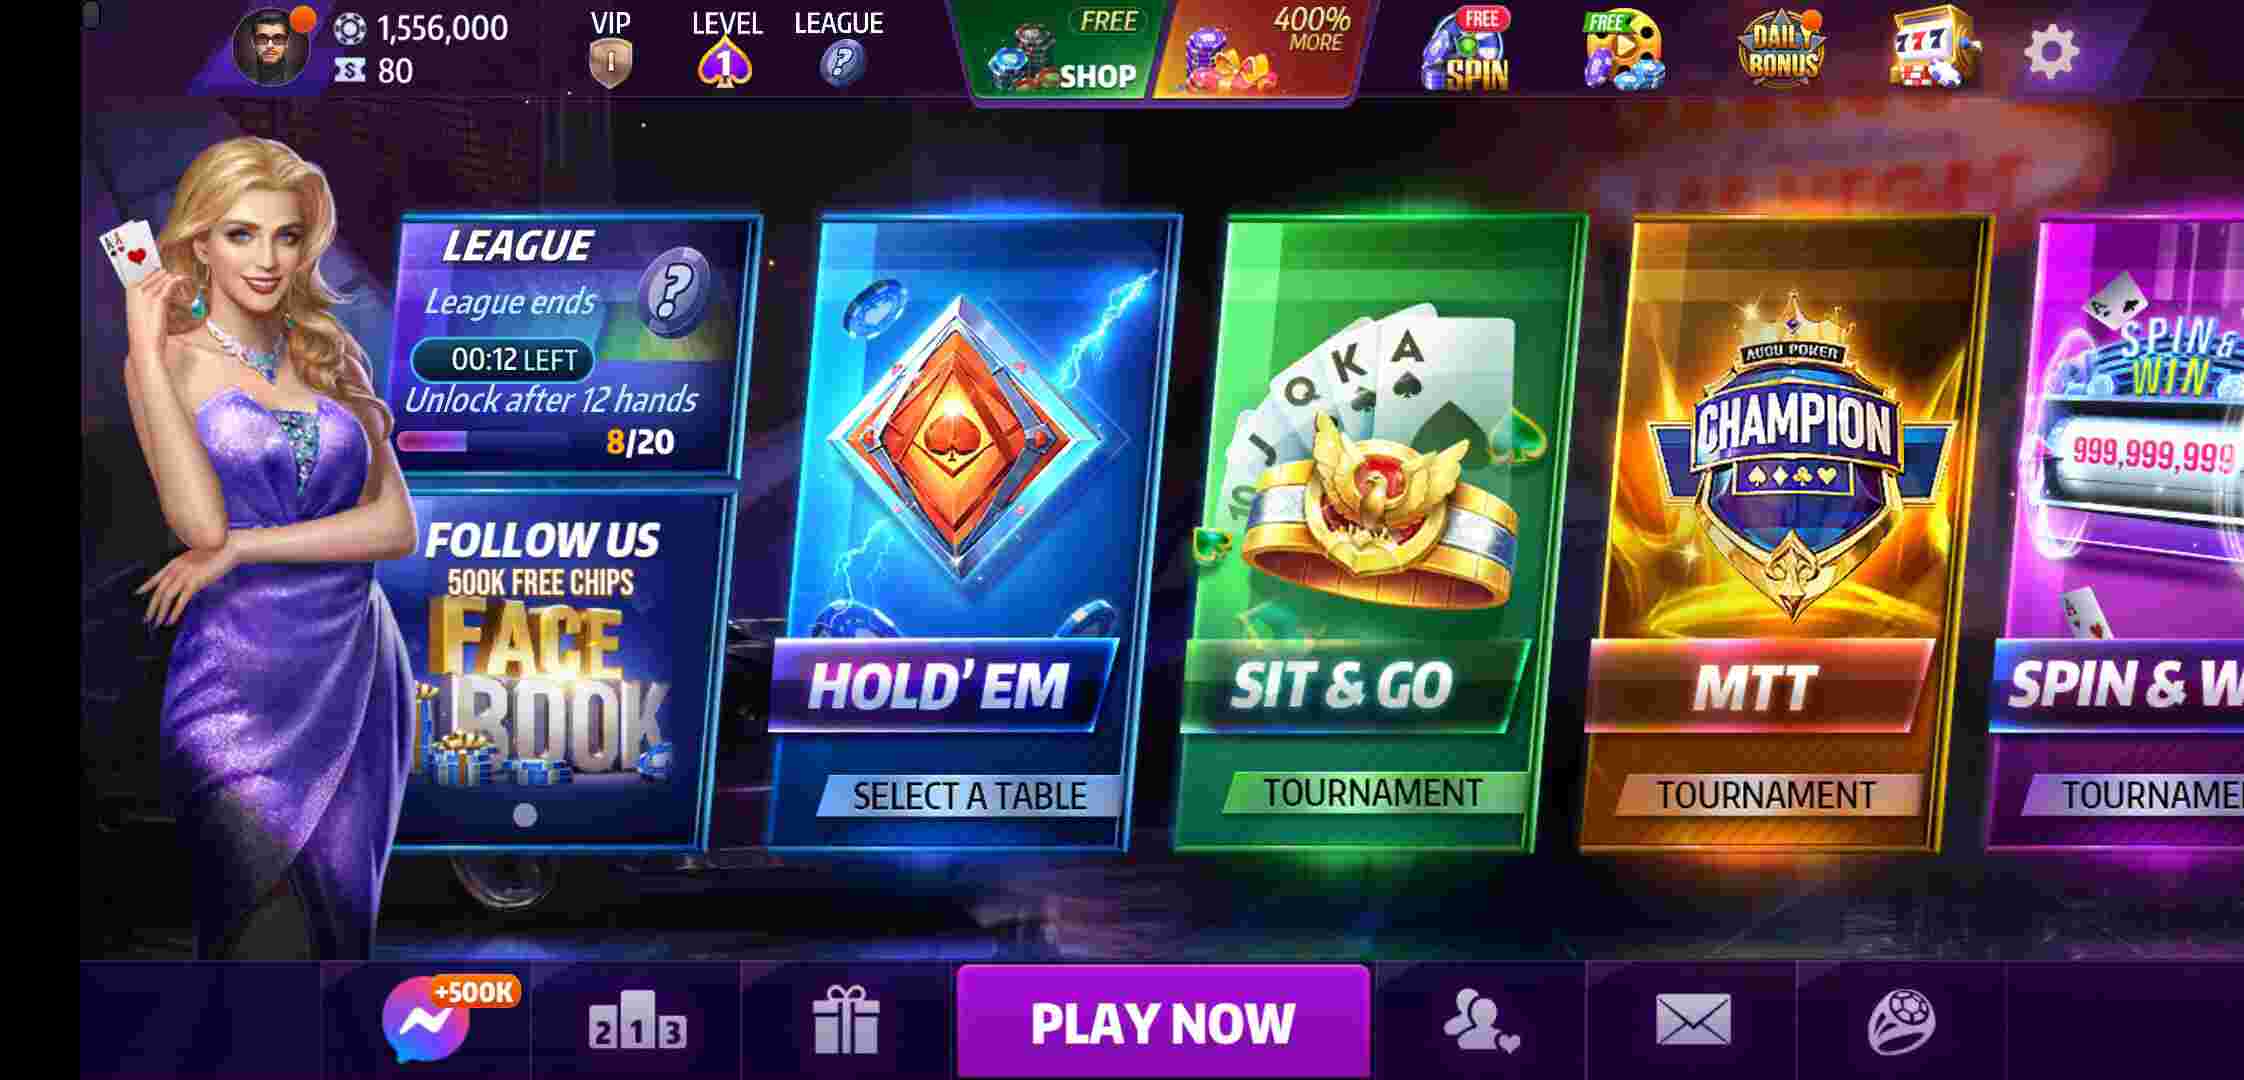 1,556,000
80
VIP
LEVEL
1
LEAGUE
?
FREE
SHOP
400%
MORE
FREE
SPIN
FREE
DAILY
BONUS
777
LEAGUE
?
League ends
00:12 LEFT
Unlock after 12 hands
8/20
FOLLOW US
500K FREE CHIPS
FACE
BOOK
HOLD'EM
SELECT A TABLE
10 J Q K A
SIT & GO
TOURNAMENT
CHAMPION
MTT
TOURNAMENT
SPIN &
WIN
999,999,999
SPIN & W
TOURNAME
+500K
2 1 3
PLAY NOW